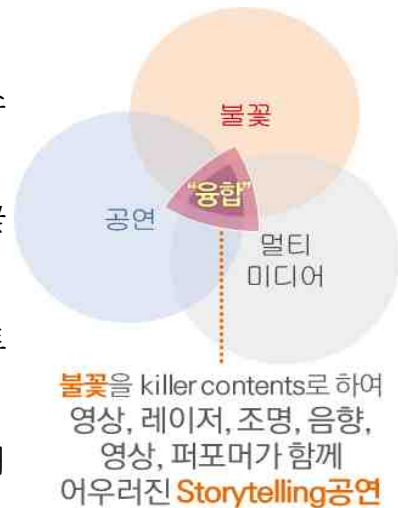 불꽃
공연
"융합"
멀티
미디어
불꽃을 killer contents로 하여
영상, 레이저, 조명, 음향,
영상, 퍼포머가 함께
어우러진 Storytelling공연